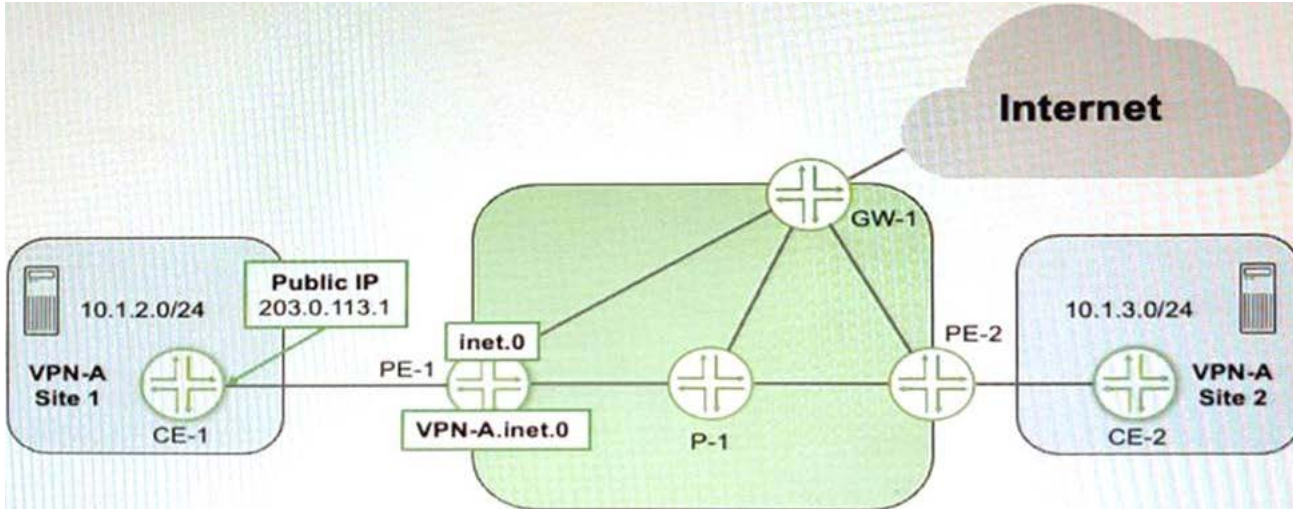 Internet
GW-1
Public IP
203.0.113.1
10.1.2.0/24
VPN-A
Site 1
CE-1
PE-1
inet.0
VPN-A.inet.0
P-1
PE-2
10.1.3.0/24
VPN-A
Site 2
CE-2